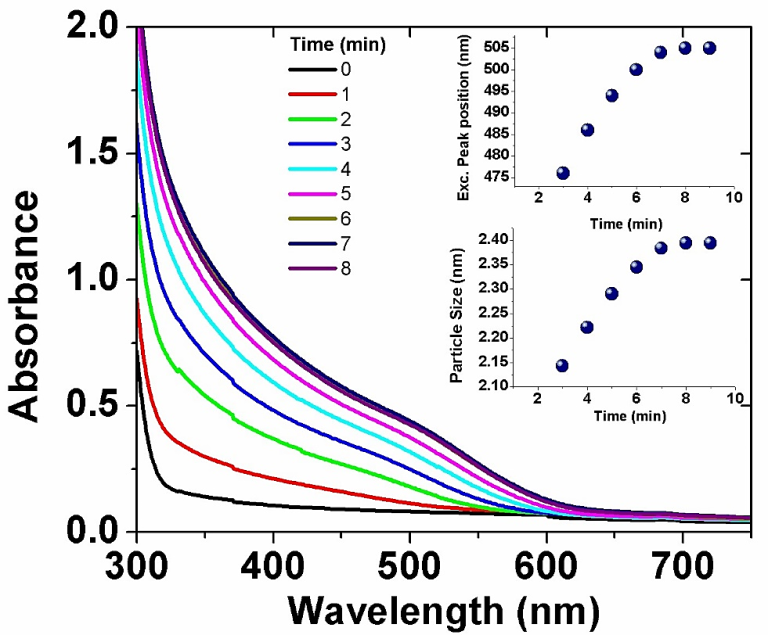 2.0
1.5
1.0
0.5
0.0
Absorbance
300 400 500 600 700
Wavelength (nm)
Time (min)
0
1
2
3
4
5
6
7
8
Exc. Peak position (nm)
505
500
495
490
485
480
475
2 4 6 8 10
Time (min)
Particle Size (nm)
2.40
2.35
2.30
2.25
2.20
2.15
2.10
2 4 6 8 10
Time (min)